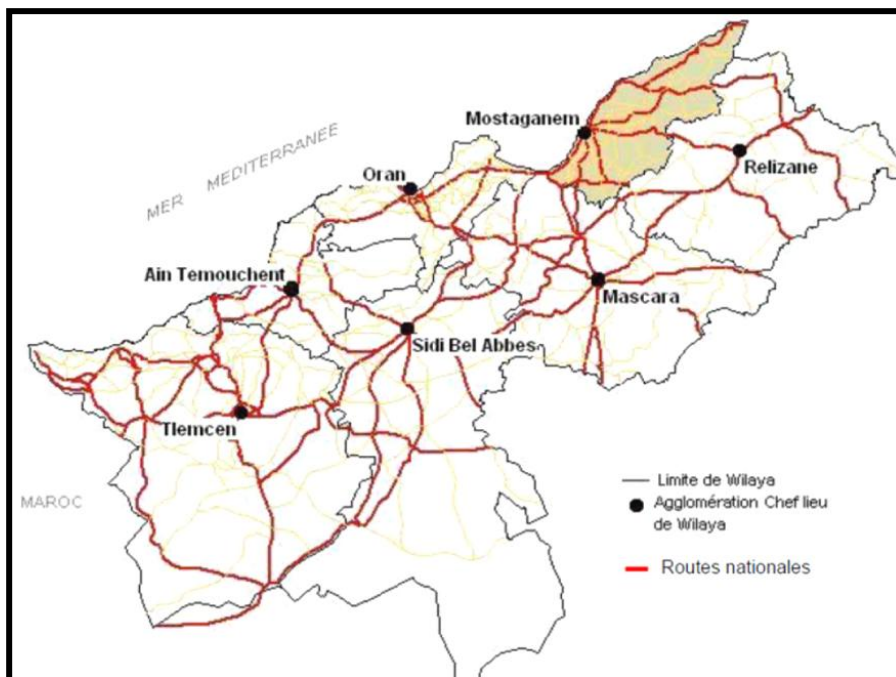 Mostaganem
MER MEDITERRANEE
Relizane
Oran
Ain Temouchent
Mascara
Sidi Bel Abbes
Tlemcen
MAROC
Limite de Wilaya
Agglomération Chef lieu
de Wilaya
Routes nationales